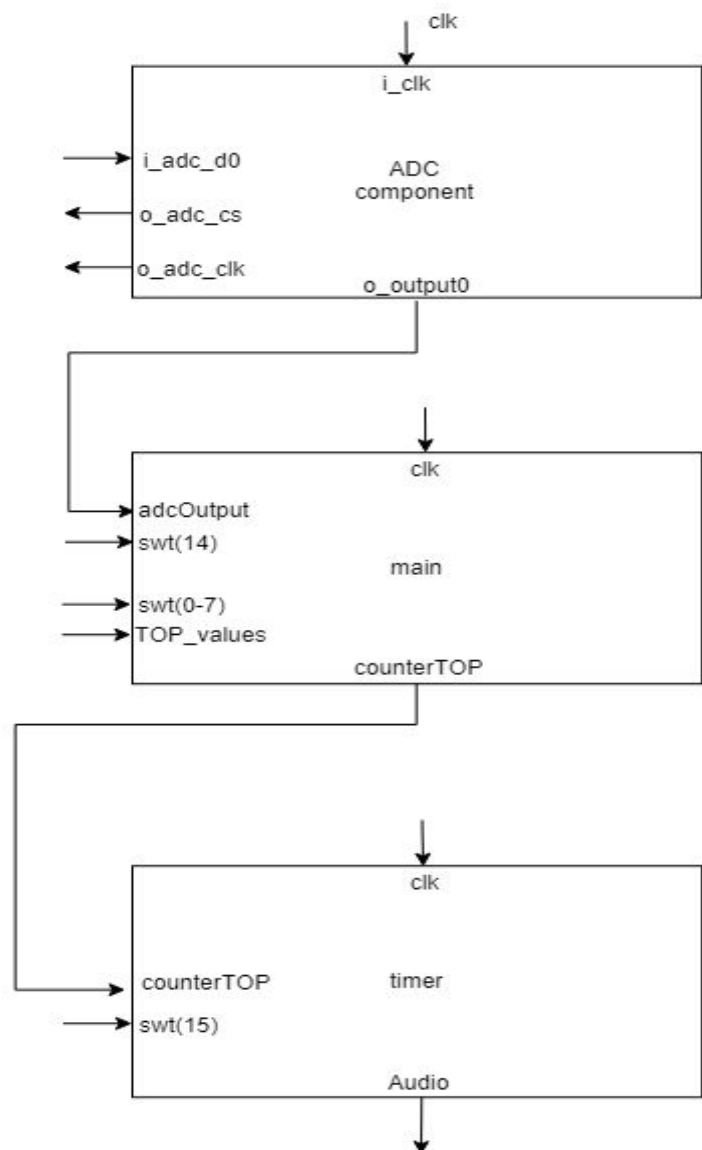 clk
i_clk
i_adc_d0
ADC
component
o_adc_cs
o_adc_clk
o_output0
clk
adcOutput
swt(14)
main
swt(0-7)
TOP_values
counterTOP
clk
counterTOP
timer
swt(15)
Audio